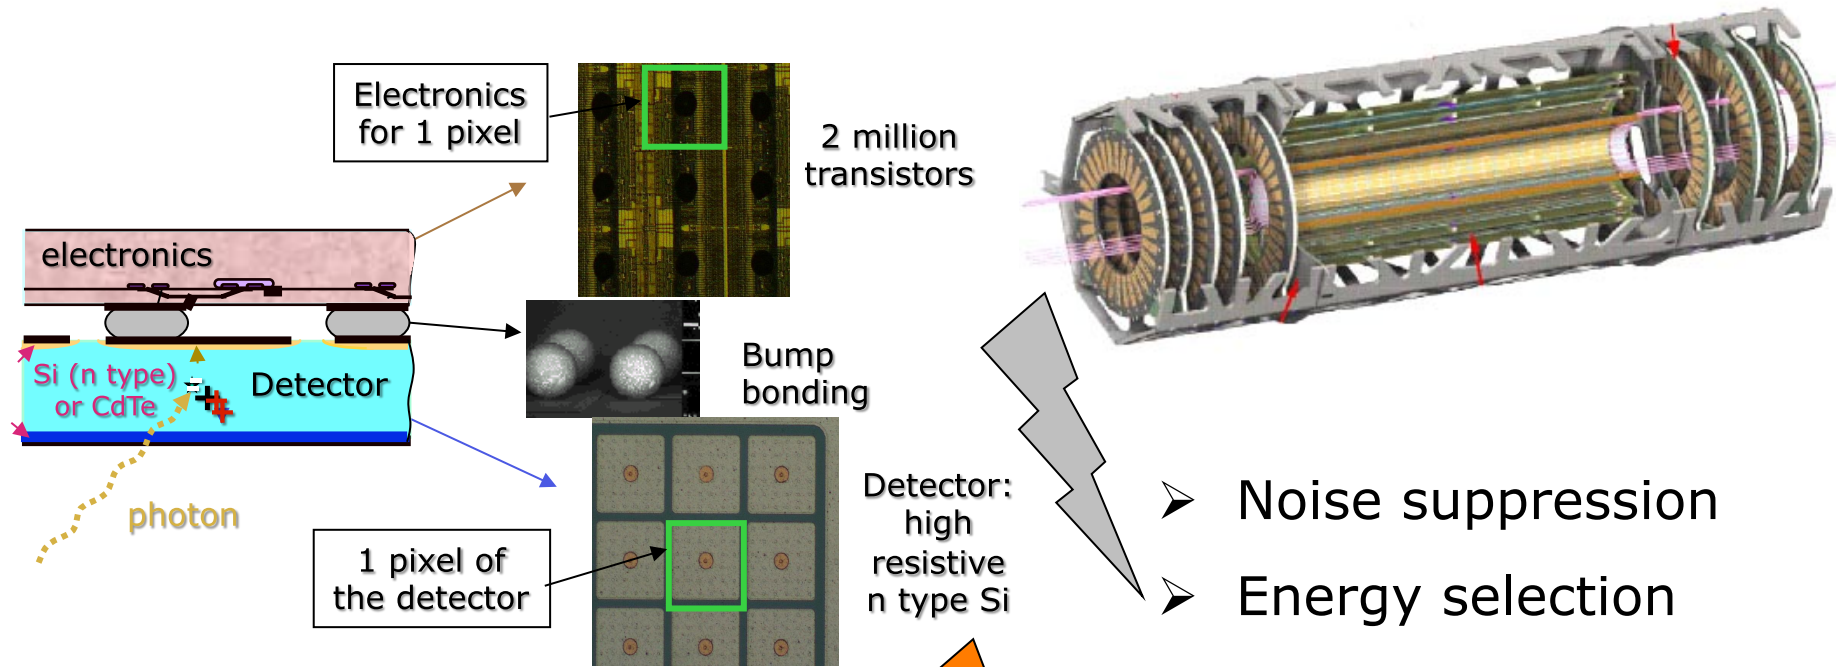 Electronics
for 1 pixel
2 million
transistors
electronics
Si (n type)
or CdTe
Detector
Bump
bonding
photon
1 pixel of
the detector
Detector:
high
resistive
n type Si
➢ Noise suppression
➢ Energy selection